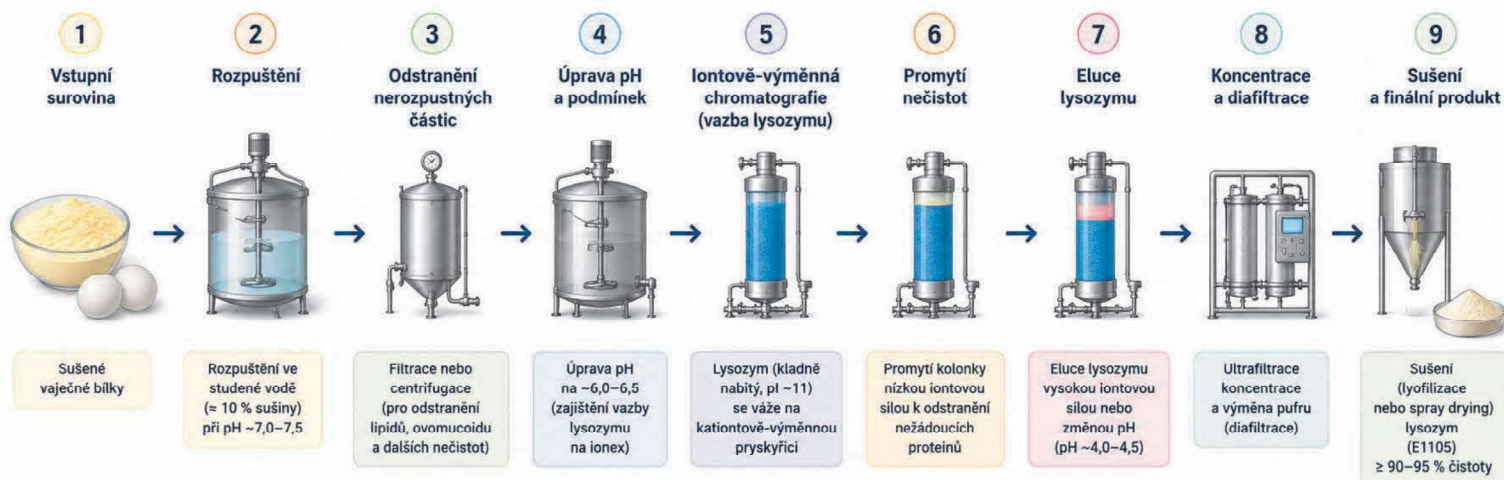 1
Vstupní
surovina
2
Rozpuštění
3
Odstranění
nerozpustných
částic
4
Úprava pH
a podmínek
5
Iontově-výměnná
chromatografie
(vazba lysozymu)
6
Promytí
nečistot
7
Eluce
lysozymu
8
Koncentrace
a diafiftrace
9
Sušení
a finální produkt
Sušené
vaječné bílky
Rozpuštění ve
studené vodě
(≈ 10 % sušiny)
při pH ~7,0–7,5
Filtrace nebo
centrifugace
(pro odstranění
lipidů, ovomucoidu
a dalších nečistot)
Úprava pH
na ~6,0–6,5
(zajištění vazby
lysozymu
na ionex)
Lysozym (kladně
nabitý, pI ~11)
se váže na
kationtově-výměnnou
pryskyřici
Promytí kolonky
nízkou iontovou
silou k odstranění
nežádoucích
proteinů
Eluce lysozymu
vysokou iontovou
silou nebo
změnou pH
(pH ~4,0–4,5)
Ultrafiltrace
koncentrace
a výměna pufru
(diafiltrace)
Sušení
(lyofilizace
nebo spray drying)
lysozym
(E1105)
≥ 90–95 % čistoty